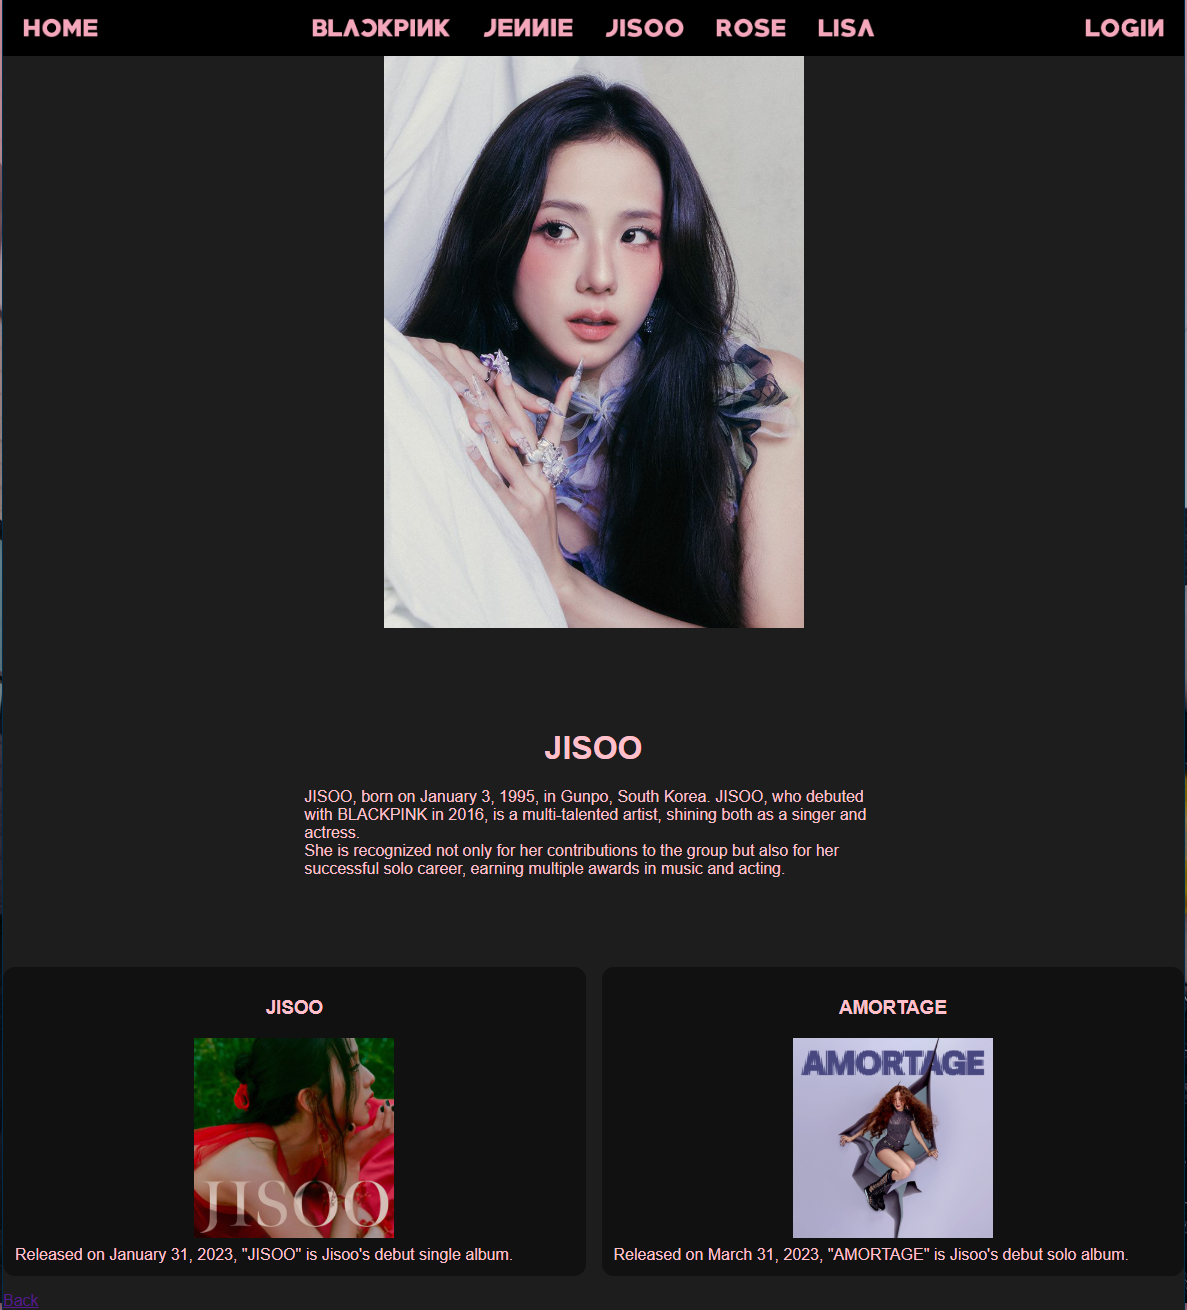 HOME BLACKPINK JENNIE JISOO ROSE LISA LOGIN
JISOO
JISOO, born on January 3, 1995, in Gunpo, South Korea. JISOO, who debuted
with BLACKPINK in 2016, is a multi-talented artist, shining both as a singer and
actress.
She is recognized not only for her contributions to the group but also for her
successful solo career, earning multiple awards in music and acting.
JISOO
JISOO
Released on January 31, 2023, "JISOO" is Jisoo's debut single album.
AMORTAGE
AMORTAGE
Released on March 31, 2023, "AMORTAGE" is Jisoo's debut solo album.
Back